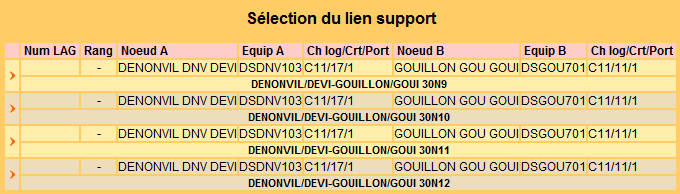 Sélection du lien support
Num LAG Rang Noeud A Equip A Ch log/Crt/Port Noeud B Equip B Ch log/Crt/Port
- DENONVIL DNV DEVI DSDNV103 C11/17/1 GOUILLON GOU GOUI DSGOU701 C11/11/1
DENONVIL/DEVI-GOUILLON/GOUI 30N9
- DENONVIL DNV DEVI DSDNV103 C11/17/1 GOUILLON GOU GOUI DSGOU701 C11/11/1
DENONVIL/DEVI-GOUILLON/GOUI 30N10
- DENONVIL DNV DEVI DSDNV103 C11/17/1 GOUILLON GOU GOUI DSGOU701 C11/11/1
DENONVIL/DEVI-GOUILLON/GOUI 30N11
- DENONVIL DNV DEVI DSDNV103 C11/17/1 GOUILLON GOU GOUI DSGOU701 C11/11/1
DENONVIL/DEVI-GOUILLON/GOUI 30N12